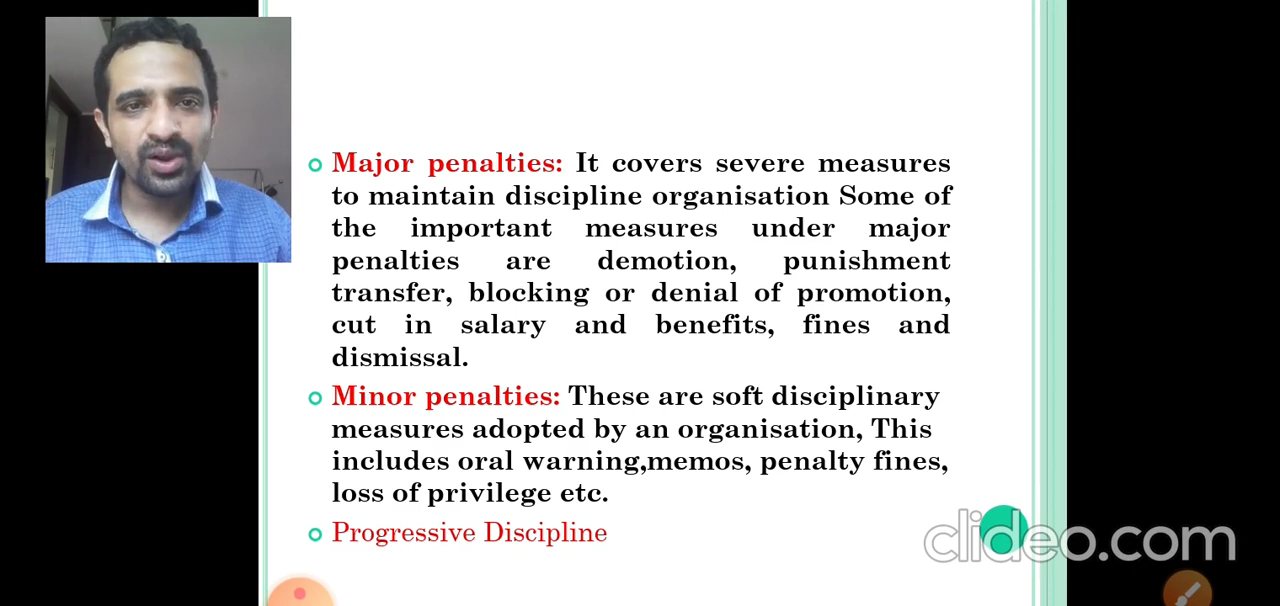 Major penalties: It covers severe measures
to maintain discipline organisation Some of
the important measures under major
penalties are demotion, punishment
transfer, blocking or denial of promotion,
cut in salary and benefits, fines and
dismissal.
Minor penalties: These are soft disciplinary
measures adopted by an organisation, This
includes oral warning,memos, penalty fines,
loss of privilege etc.
Progressive Discipline
clideo.com